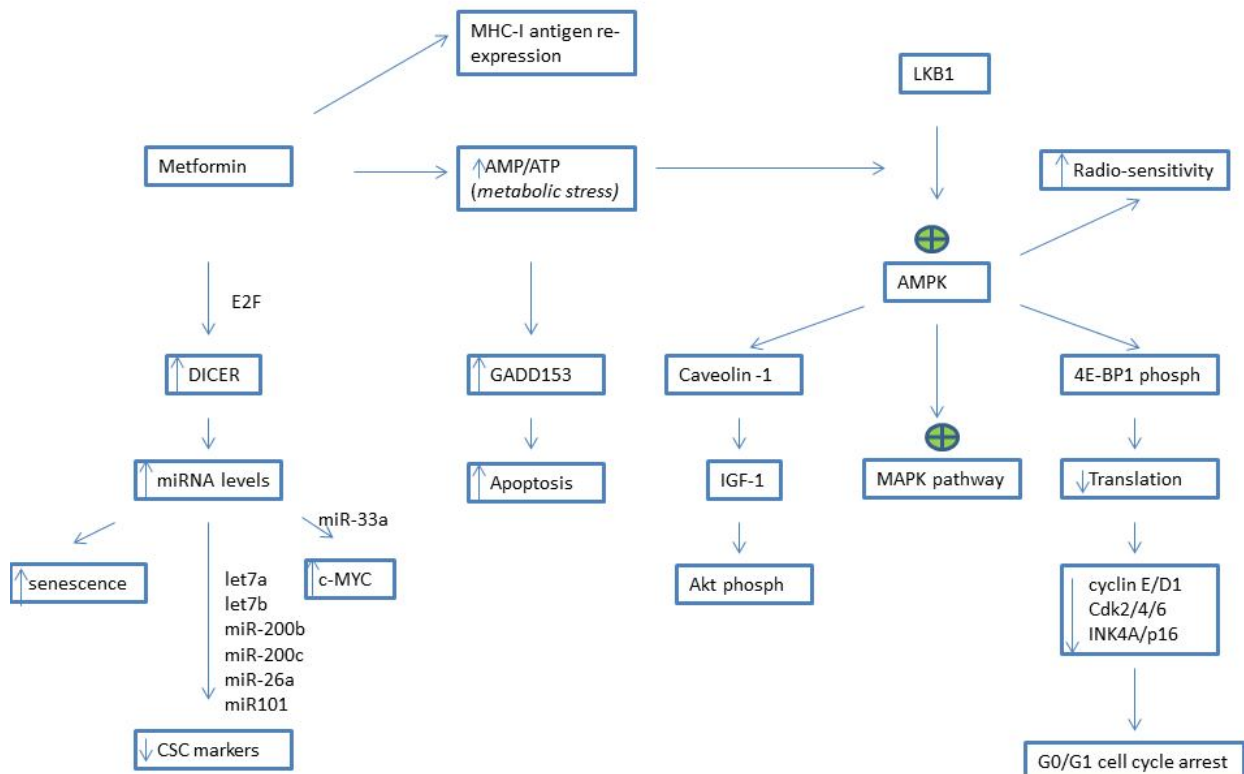 MHC-I antigen re-
expression
LKB1
Metformin
AMP/ATP
(metabolic stress)
Radio-sensitivity
AMPK
E2F
DICER
GADD153
Caveolin -1
4E-BP1 phosph
miRNA levels
Apoptosis
IGF-1
MAPK pathway
Translation
miR-33a
senescence
c-MYC
let7a
let7b
miR-200b
miR-200c
miR-26a
miR101
Akt phosph
cyclin E/D1
Cdk2/4/6
INK4A/p16
CSC markers
G0/G1 cell cycle arrest